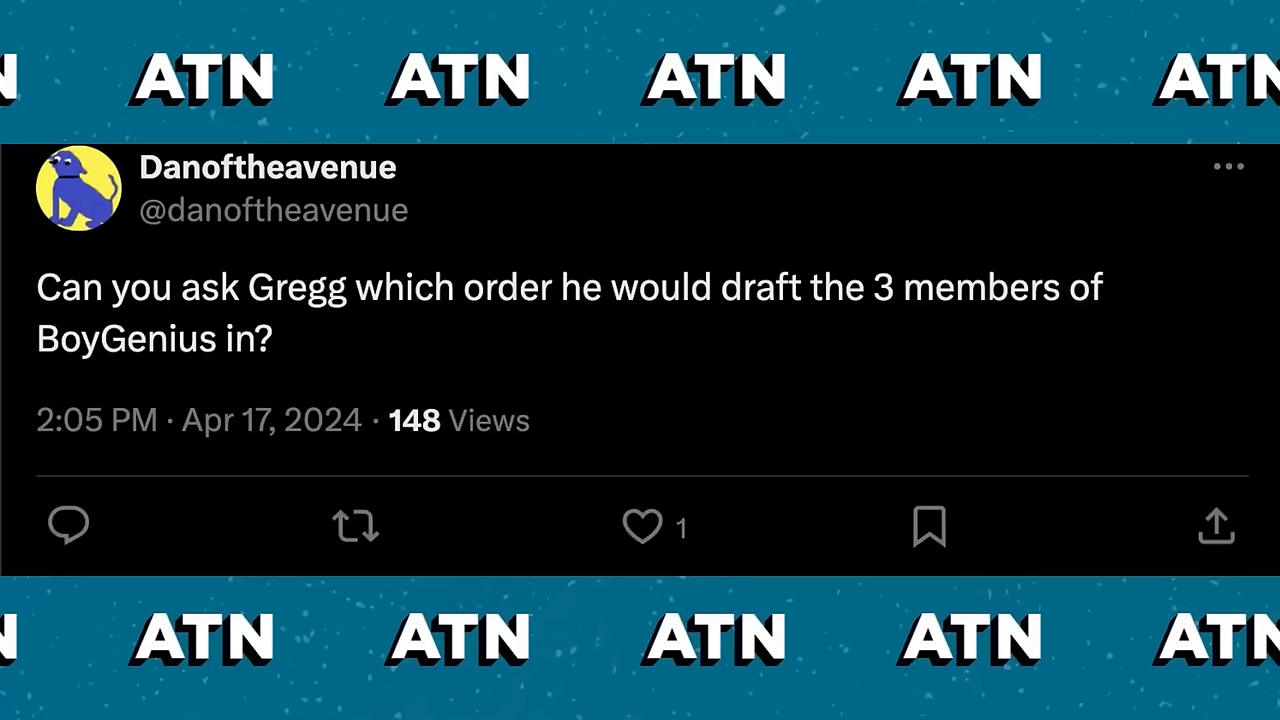 N ATN ATN ATN ATN ATN
Danoftheavenue
@danoftheavenue
Can you ask Gregg which order he would draft the 3 members of
BoyGenius in?
2:05 PM · Apr 17, 2024 · 148 Views
1
N ATN ATN ATN ATN ATN